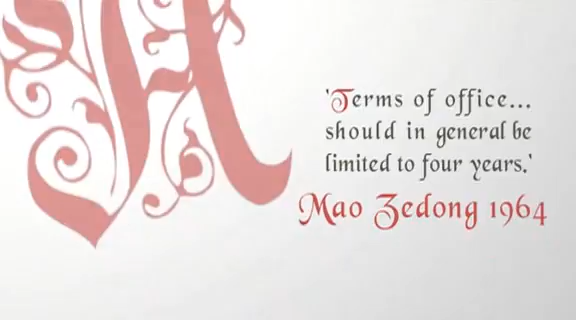 'Terms of office...
should in general be
limited to four years.'
Mao Zedong 1964